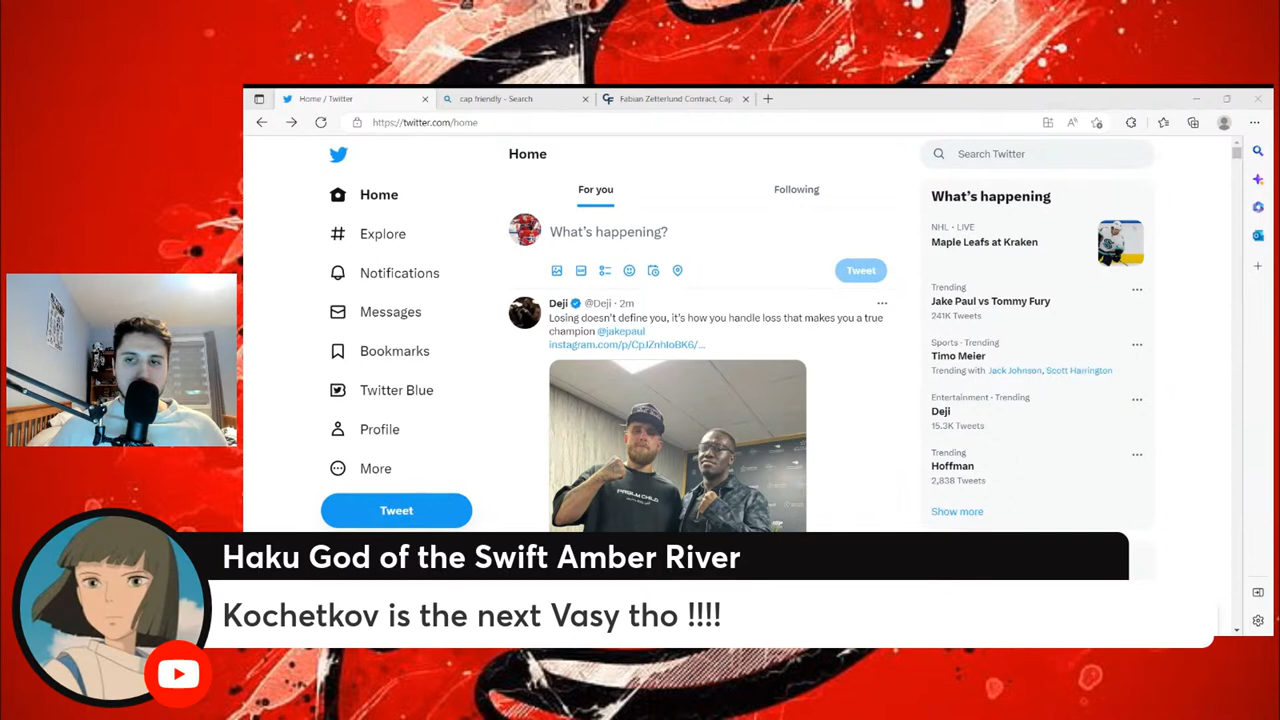 Home / Twitter
cap friendly - Search
Fabian Zetterlund Contract, Cap
https://twitter.com/home
Home
Explore
Notifications
Messages
Bookmarks
Twitter Blue
Profile
More
Tweet
Home
For you
Following
What's happening?
Tweet
Deji @Deji · 2m
Losing doesn't define you, it's how you handle loss that makes you a true
champion @jakepaul
Search Twitter
What's happening
NHL · LIVE
Maple Leafs at Kraken
Trending
Jake Paul vs Tommy Fury
241K Tweets
Sports · Trending
Timo Meier
Trending with Jack Johnson, Scott Harrington
Entertainment · Trending
Deji
15.3K Tweets
Trending
Hoffman
2,838 Tweets
Show more
Haku God of the Swift Amber River
Kochetkov is the next Vasy tho !!!!